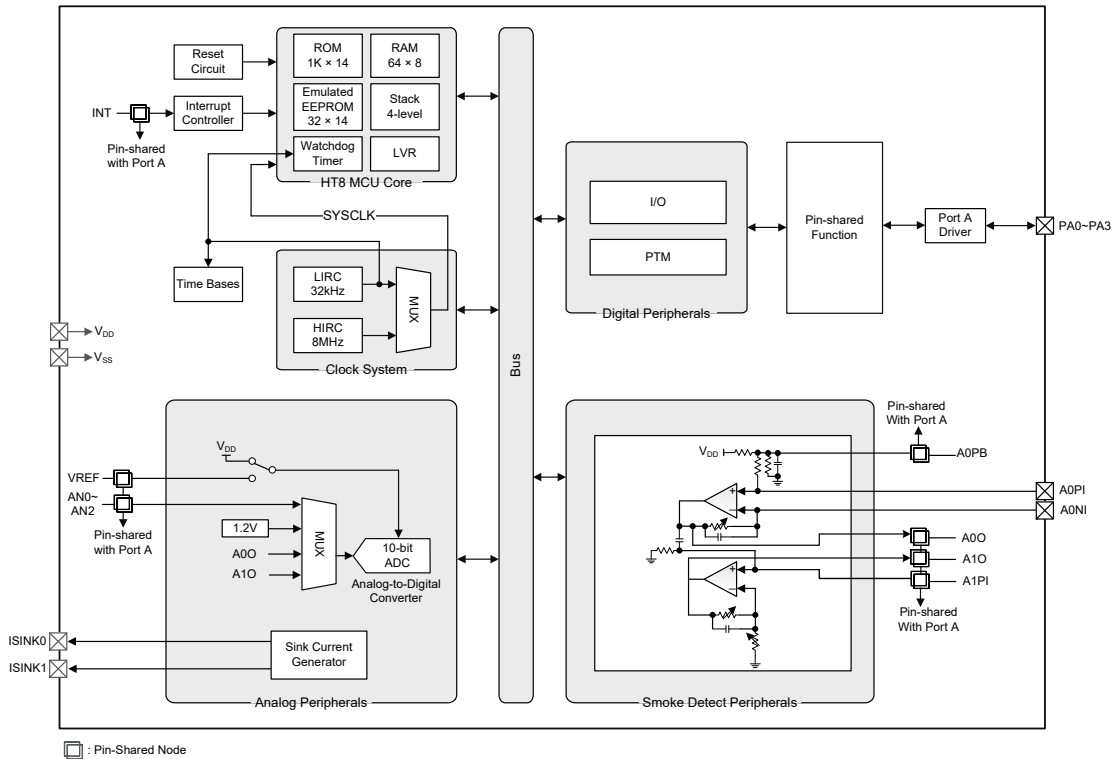 Reset
Circuit
INT
Interrupt
Controller
Pin-shared
with Port A
ROM
1K × 14
RAM
64 × 8
Emulated
EEPROM
32 × 14
Stack
4-level
Watchdog
Timer
LVR
HT8 MCU Core
SYSCLK
Time Bases
LIRC
32kHz
HIRC
8MHz
MUX
Clock System
VDD
VSS
Bus
I/O
PTM
Digital Peripherals
Pin-shared
Function
Port A
Driver
PA0~PA3
VDD
VREF
AN0~
AN2
Pin-shared
with Port A
1.2V
A0O
A1O
MUX
10-bit
ADC
Analog-to-Digital
Converter
ISINK0
ISINK1
Sink Current
Generator
Analog Peripherals
VDD
+
−
+
−
Smoke Detect Peripherals
Pin-shared
With Port A
A0PB
A0PI
A0NI
A0O
A1O
A1PI
Pin-shared
With Port A
: Pin-Shared Node